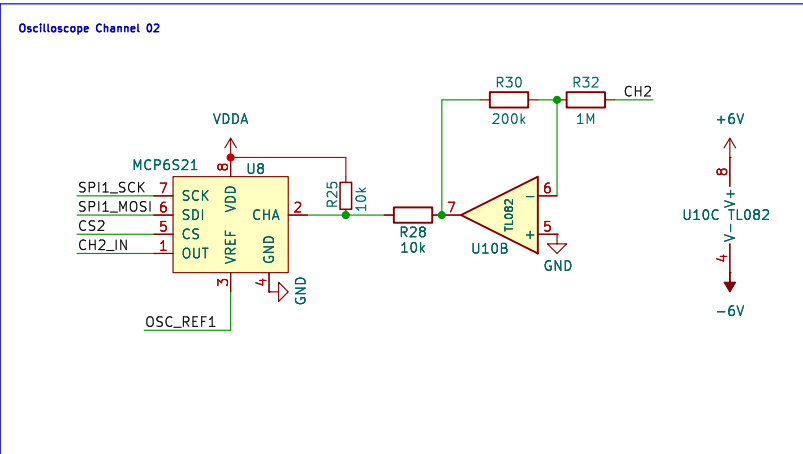 Oscilloscope Channel 02
R30
R32
CH2
200k
1M
VDDA
+6V
MCP6S21
U8
8
8
SPI1_SCK
7
SCK
VDD
R25
10k
6
SPI1_MOSI
6
SDI
CHA
2
7
TL082
-
U10C TL082
V+
V-
CS2
5
CS
R28
10k
+
5
CH2_IN
1
OUT
VREF
GND
U10B
GND
4
3
4
GND
OSC_REF1
-6V